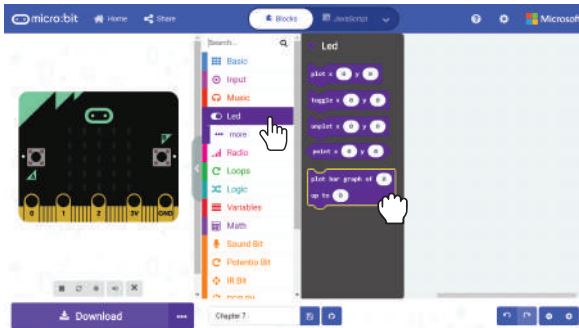 micro:bit
Home
Share
Blocks
JavaScript
Microsoft
Search...
Basic
Input
Music
Led
more
Radio
Loops
Logic
Variables
Math
Sound Bit
Potentio Bit
IR Bit
Led
plot x 0 y 0
toggle x 0 y 0
unplot x 0 y 0
point x 0 y 0
plot bar graph of 0
up to 0
0 1 2 3V GND
Download
Chapter 7